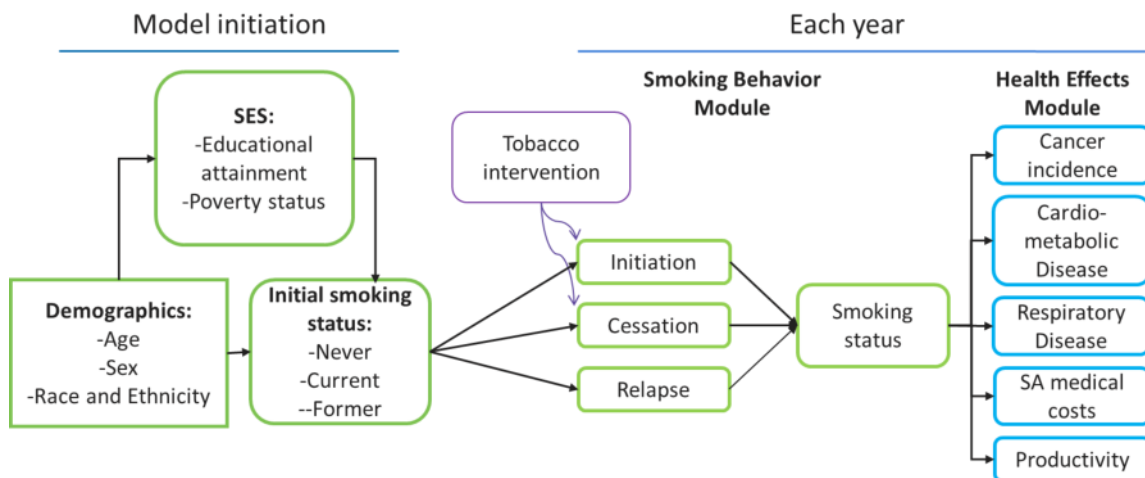 Model initiation
Each year
SES:
-Educational
attainment
-Poverty status
Demographics:
-Age
-Sex
-Race and Ethnicity
Initial smoking
status:
-Never
-Current
--Former
Smoking Behavior
Module
Tobacco
intervention
Initiation
Cessation
Relapse
Smoking
status
Health Effects
Module
Cancer
incidence
Cardio-
metabolic
Disease
Respiratory
Disease
SA medical
costs
Productivity